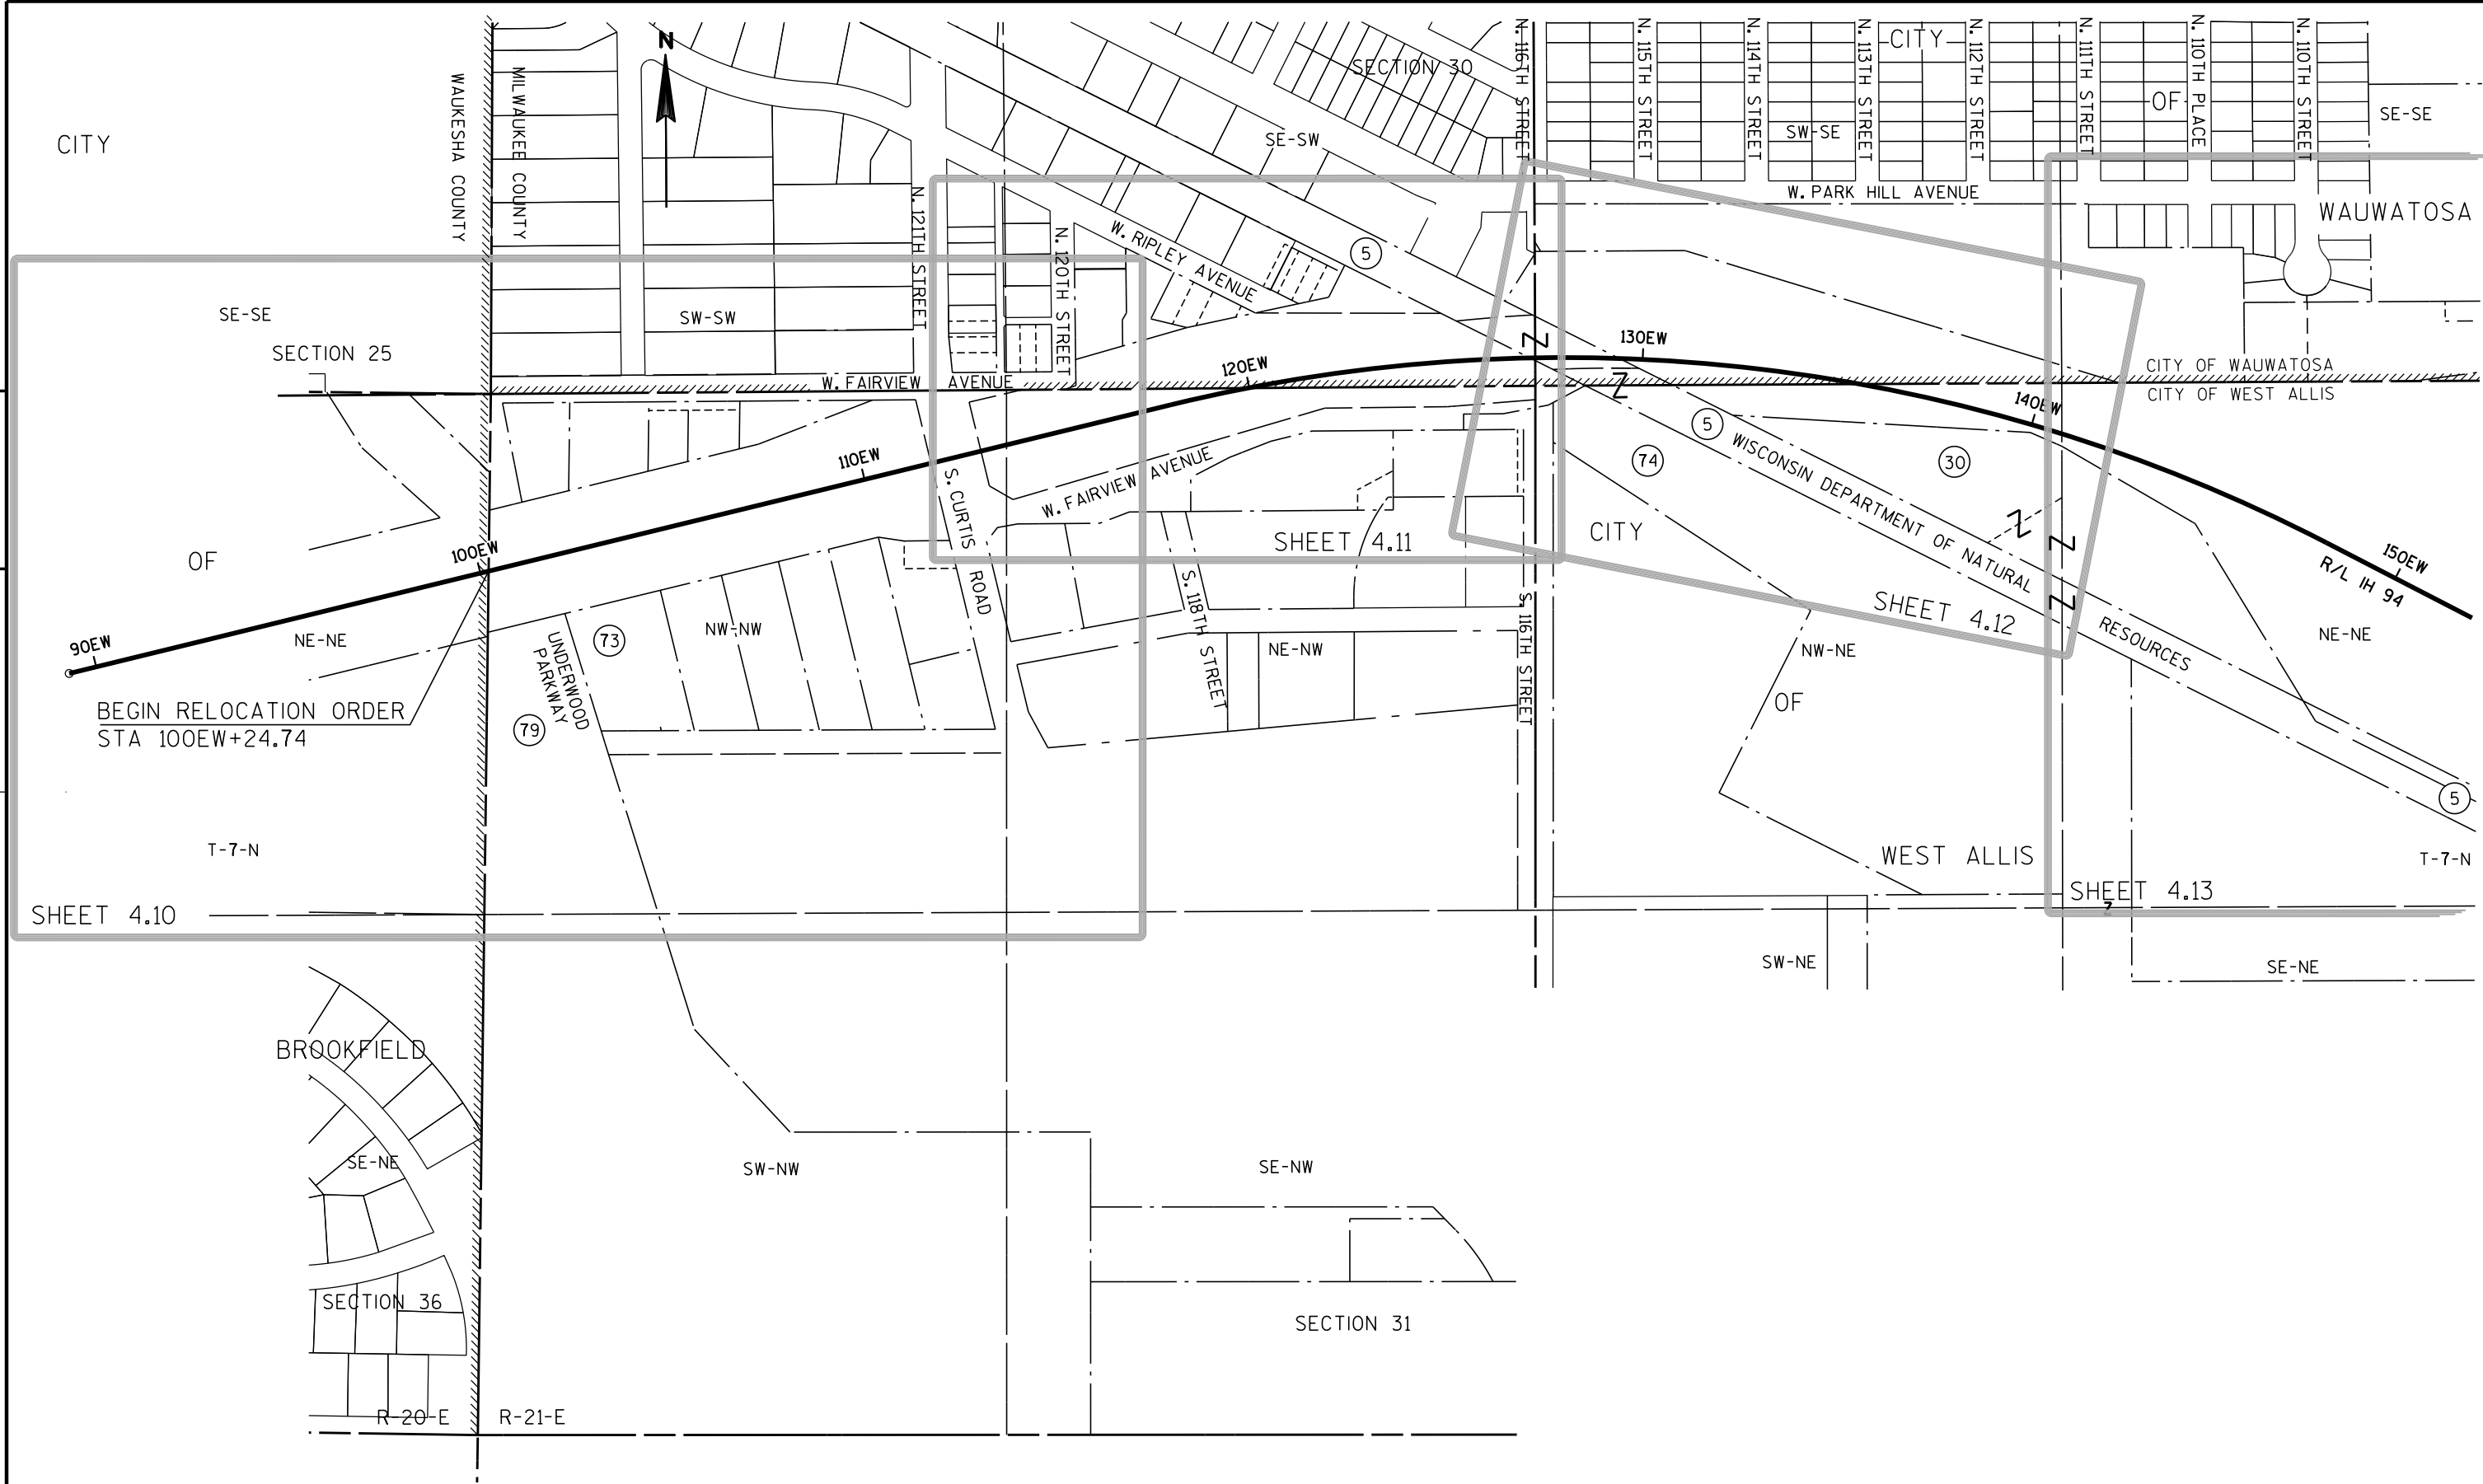 N. 116TH STREET
N. 115TH STREET
N. 114TH STREET
N. 113TH STREET
N. 112TH STREET
N. 111TH STREET
N. 110TH PLACE
N. 110TH STREET
CITY
OF
WAUWATOSA
N
WAUKESHA COUNTY
MILWAUKEE COUNTY
SECTION 30
SE-SW
SW-SE
SE-SE
CITY
W. PARK HILL AVENUE
N. 121TH STREET
N. 120TH STREET
W. RIPLEY AVENUE
5
SE-SE
SW-SW
SECTION 25
W. FAIRVIEW AVENUE
120EW
Z
130EW
Z
CITY OF WAUWATOSA
CITY OF WEST ALLIS
140EW
110EW
S. CURTIS ROAD
W. FAIRVIEW AVENUE
5
WISCONSIN DEPARTMENT OF NATURAL RESOURCES
74
30
Z
Z
Z
CITY
SHEET 4.11
100EW
OF
150EW
R/L IH 94
SHEET 4.12
90EW
NE-NE
73
NW-NW
UNDERWOOD
PARKWAY
S. 118TH STREET
NE-NW
S. 116TH STREET
NW-NE
NE-NE
BEGIN RELOCATION ORDER
STA 100EW+24.74
79
OF
5
T-7-N
WEST ALLIS
T-7-N
SHEET 4.10
SHEET 4.13
Z
SW-NE
SE-NE
BROOKFIELD
SE-NE
SW-NW
SE-NW
SECTION 36
SECTION 31
R-20-E
R-21-E